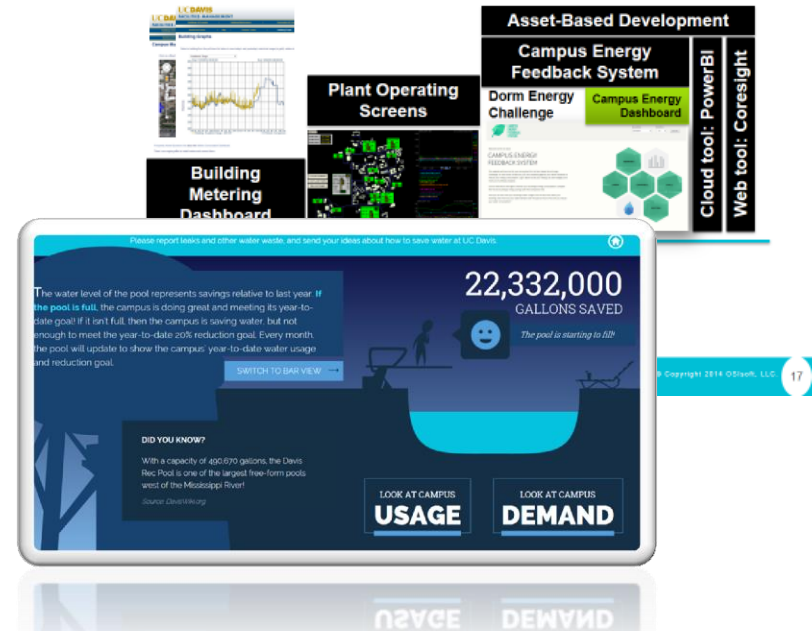 UCDAVIS
FACILITIES MANAGEMENT
Building Graphs
Building
Metering
Dashboard
Plant Operating
Screens
Asset-Based Development
Campus Energy
Feedback System
Dorm Energy
Challenge
Campus Energy
Dashboard
CAMPUS ENERGY
FEEDBACK SYSTEM
Cloud tool: PowerBI
Web tool: Coresight
Please report leaks and other water waste, and send your ideas about how to save water at UC Davis.
The water level of the pool represents savings relative to last year. If
the pool is full, the campus is doing great and meeting its year-to-
date goal! If it isn't full, then the campus is saving water, but not
enough to meet the year-to-date 20% reduction goal. Every month
the pool will update to show the campus' year-to-date water usage
and reduction goal.
SWITCH TO BAR VIEW →
22,332,000
GALLONS SAVED
The pool is starting to fill!
DID YOU KNOW?
With a capacity of 490,670 gallons, the Davis
Rec Pool is one of the largest free-form pools
west of the Mississippi River!
Source: DavisWiki.org
LOOK AT CAMPUS
USAGE
LOOK AT CAMPUS
DEMAND
© Copyright 2014 OSIsoft, LLC.
17